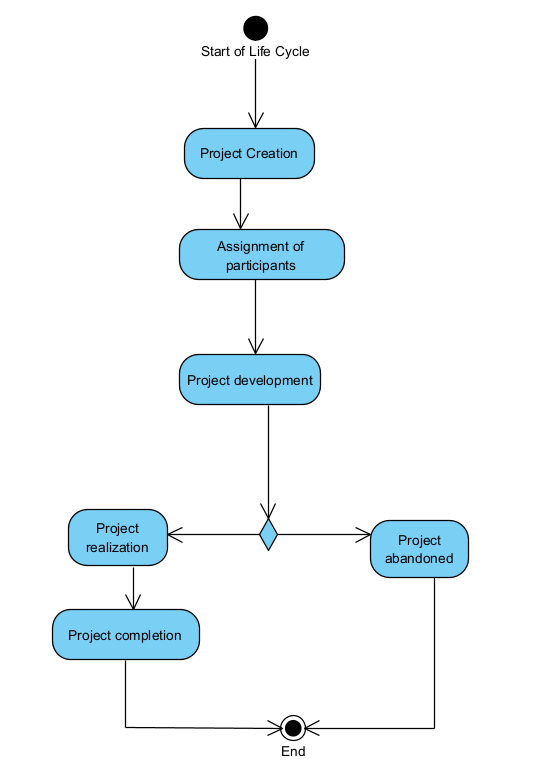 Start of Life Cycle
Project Creation
Assignment of
participants
Project development
Project
realization
Project
abandoned
Project completion
End